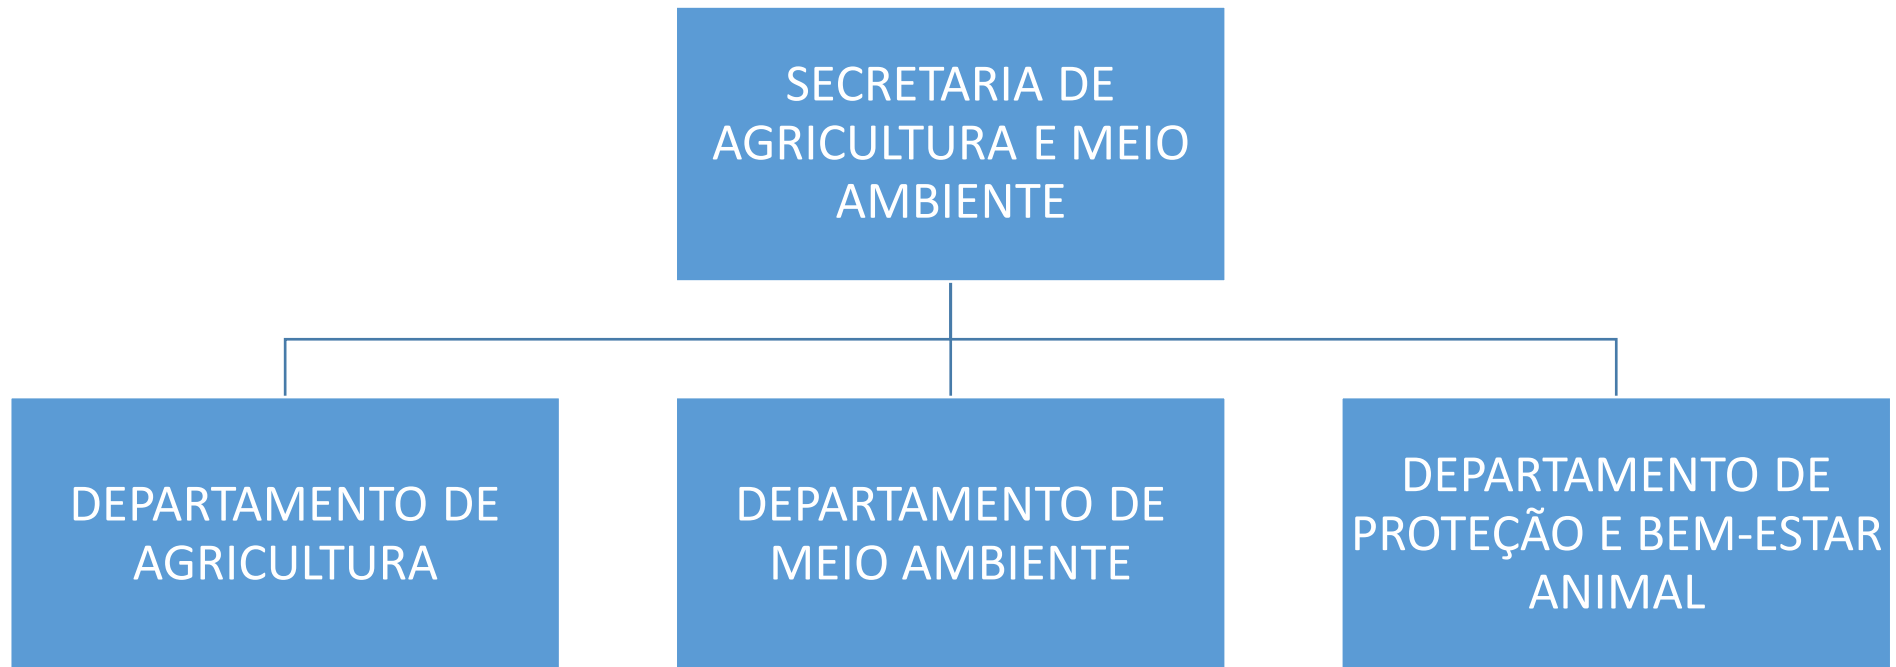 SECRETARIA DE
AGRICULTURA E MEIO
AMBIENTE
DEPARTAMENTO DE
AGRICULTURA
DEPARTAMENTO DE
MEIO AMBIENTE
DEPARTAMENTO DE
PROTEÇÃO E BEM-ESTAR
ANIMAL